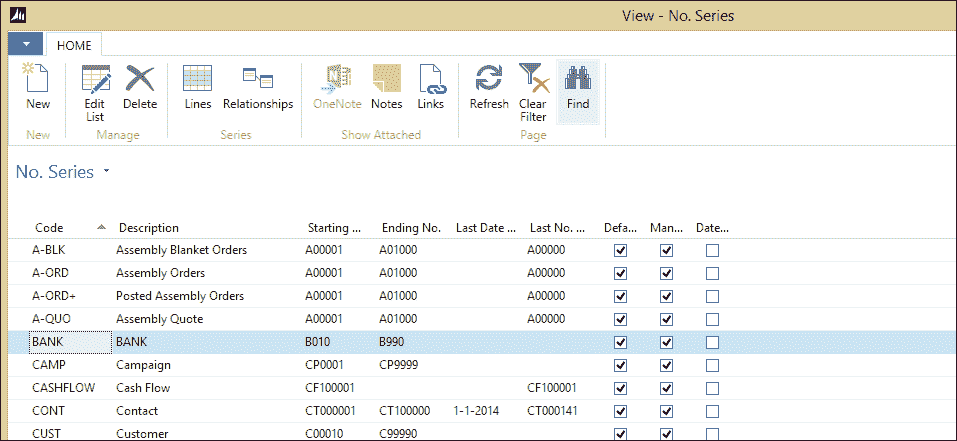 View - No. Series
HOME
New
Edit List
Delete
Lines
Relationships
OneNote
Notes
Links
Refresh
Clear Filter
Find
New
Manage
Series
Show Attached
Page
No. Series
Code Description Starting ... Ending No. Last Date ... Last No. ... Defa... Man... Date...
A-BLK Assembly Blanket Orders A00001 A01000 A00000
A-ORD Assembly Orders A00001 A01000 A00000
A-ORD+ Posted Assembly Orders A00001 A01000 A00000
A-QUO Assembly Quote A00001 A01000 A00000
BANK BANK B010 B990
CAMP Campaign CP0001 CP9999
CASHFLOW Cash Flow CF100001 CF100001
CONT Contact CT000001 CT100000 1-1-2014 CT000141
CUST Customer C00010 C99990